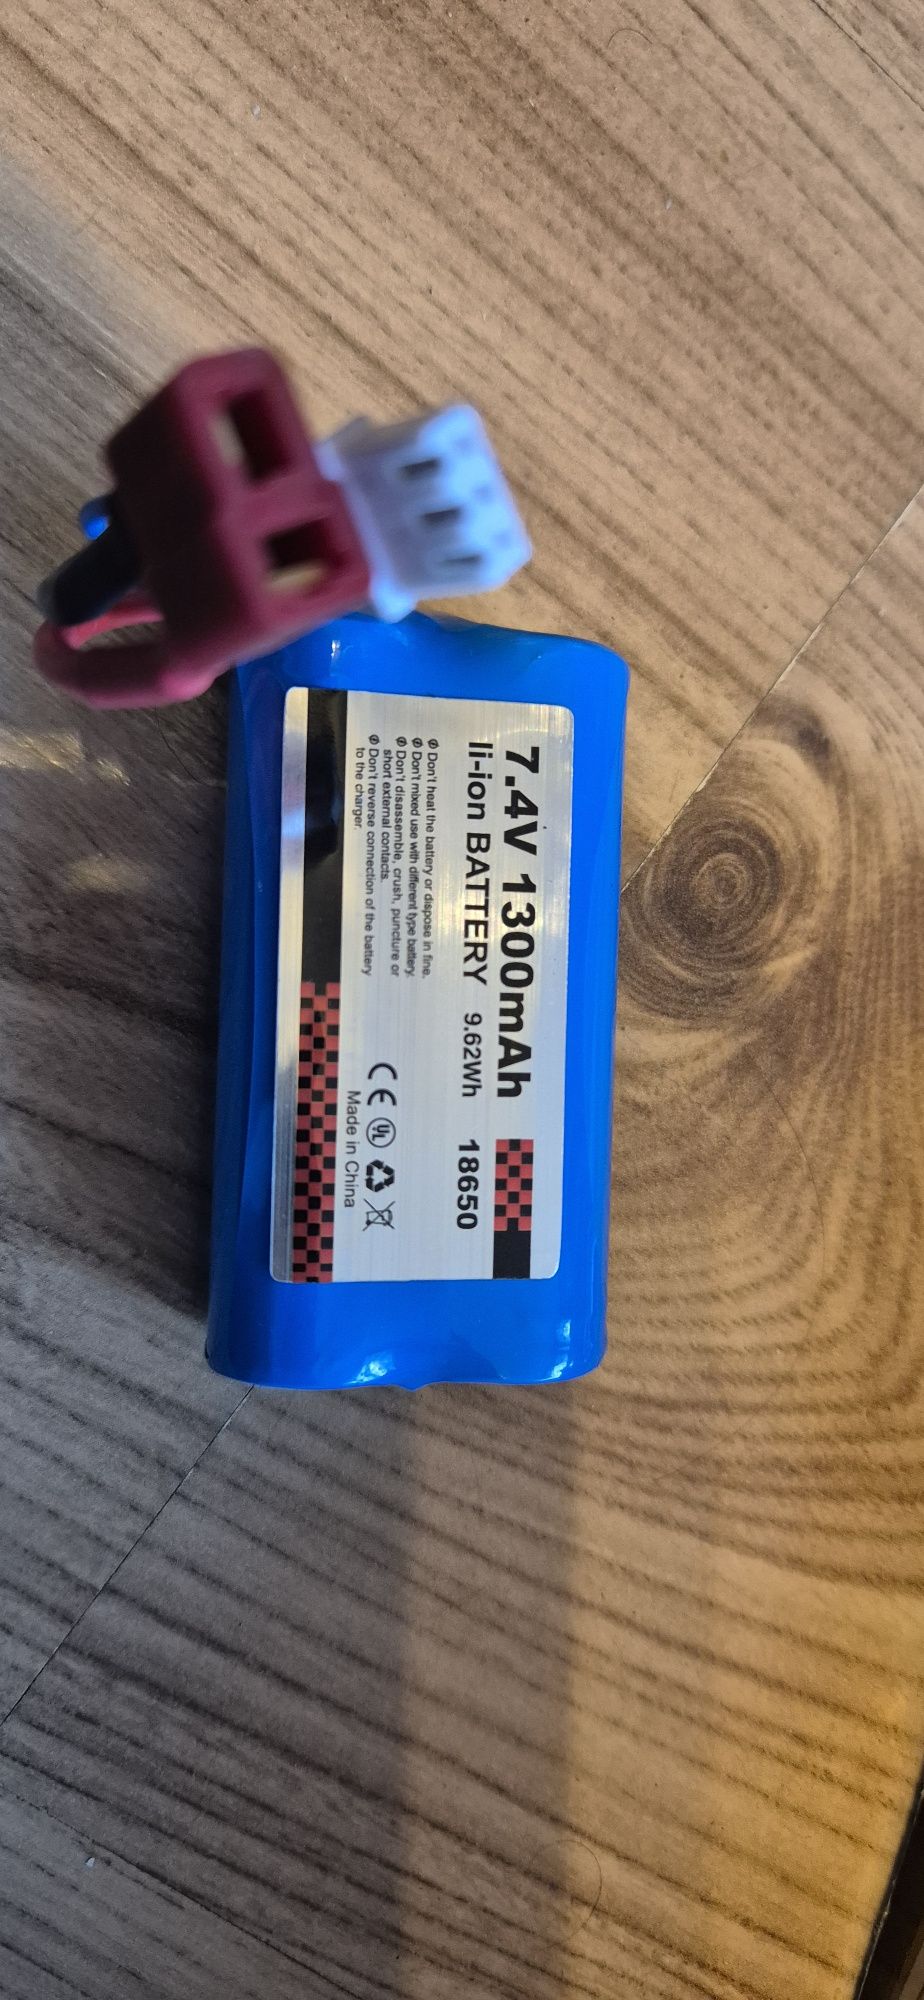 7.4V 1300mAh
li-ion BATTERY 9.62Wh 18650
Don't heat the battery or dispose in fine.
Don't mixed use with different type battery.
Don't disassemble, crush, puncture or
short external contacts.
Don't reverse connection of the battery
to the charger.
CE UL
Made in China